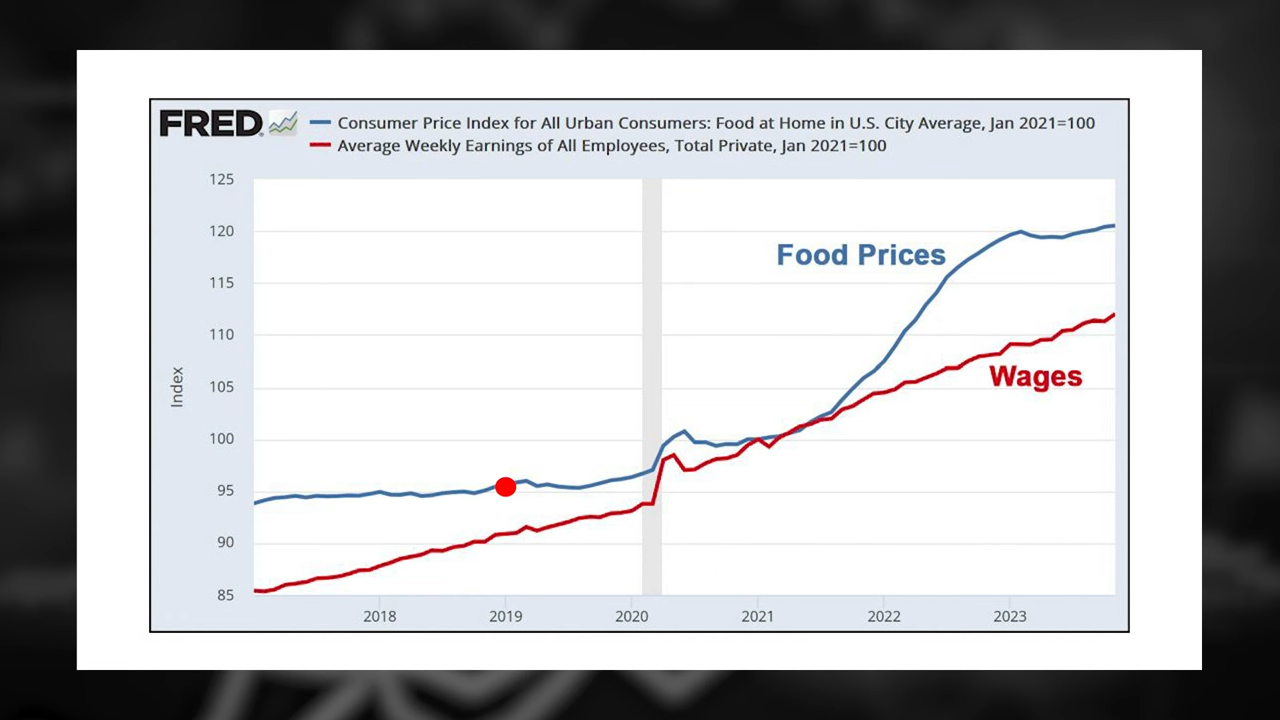 FRED
Consumer Price Index for All Urban Consumers: Food at Home in U.S. City Average, Jan 2021=100
Average Weekly Earnings of All Employees, Total Private, Jan 2021=100
125
120
115
110
105
100
95
90
85
Index
Food Prices
Wages
2018
2019
2020
2021
2022
2023